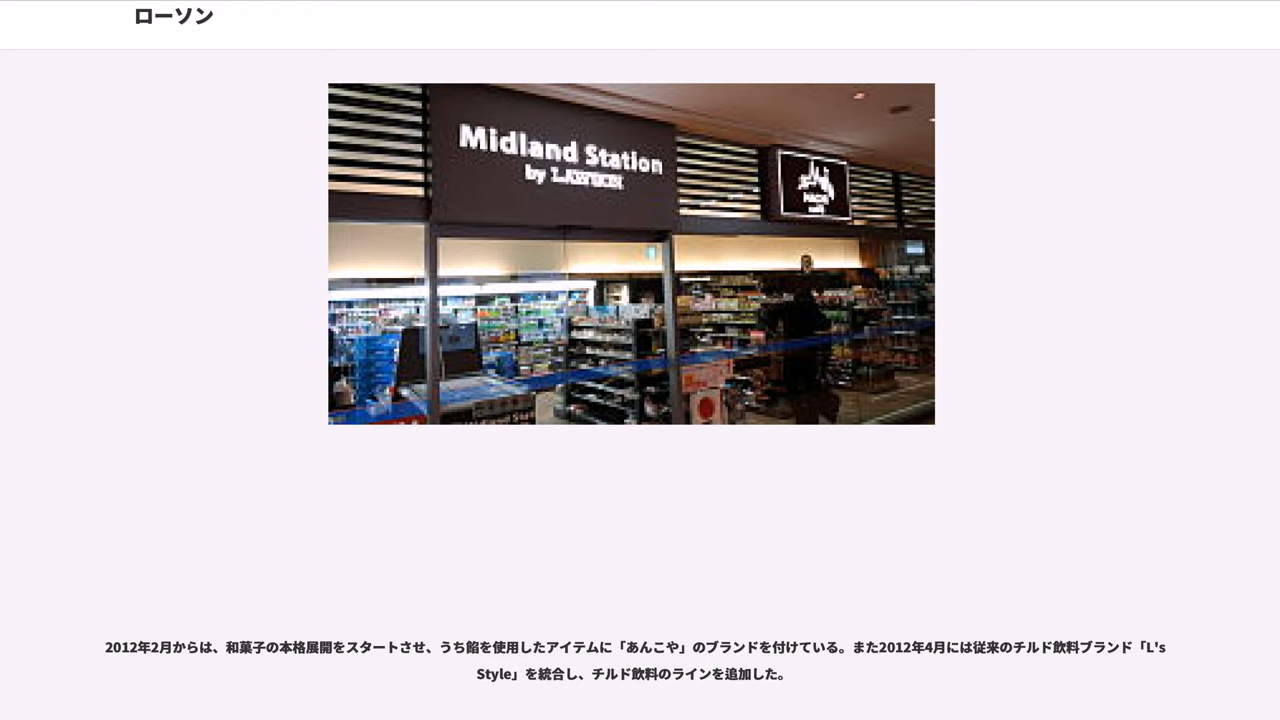 ローソン
Midland Station
by LAWSON
2012年2月からは、和菓子の本格展開をスタートさせ、うち餡を使用したアイテムに「あんこや」のブランドを付けている。また2012年4月には従来のチルド飲料ブランド「L's
Style」を統合し、チルド飲料のラインを追加した。